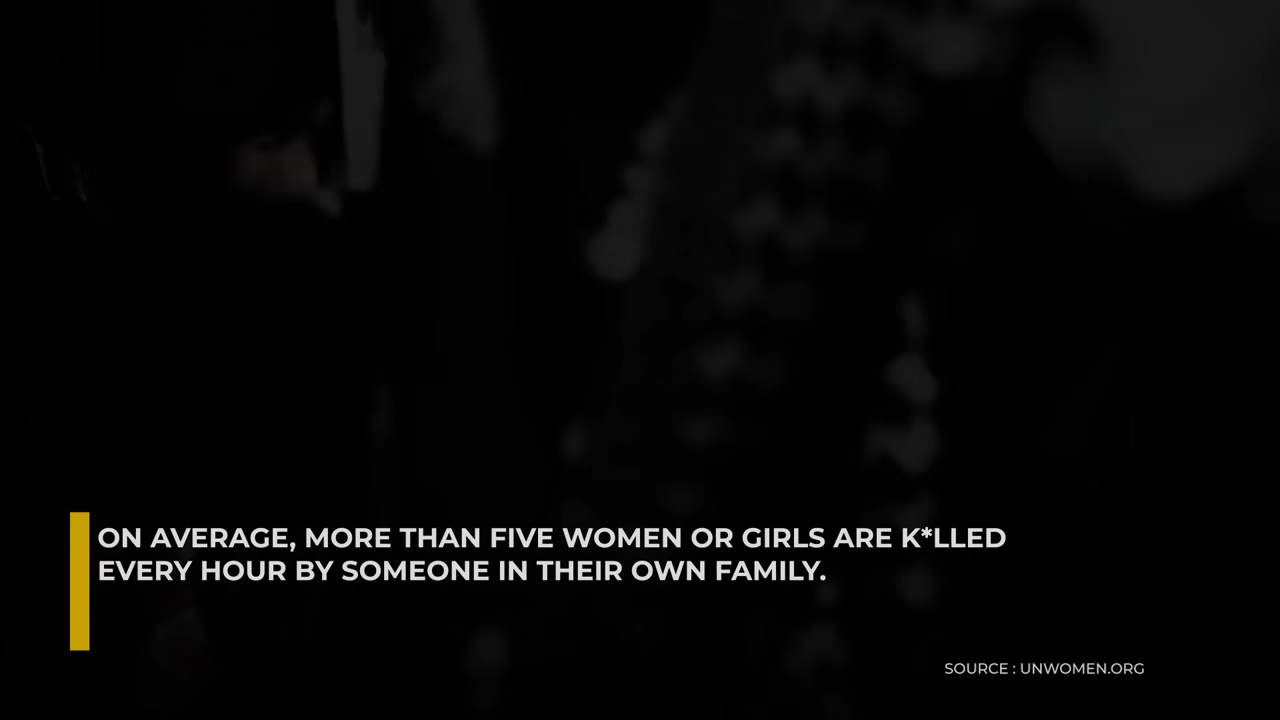 ON AVERAGE, MORE THAN FIVE WOMEN OR GIRLS ARE K*LLED
EVERY HOUR BY SOMEONE IN THEIR OWN FAMILY.
SOURCE : UNWOMEN.ORG